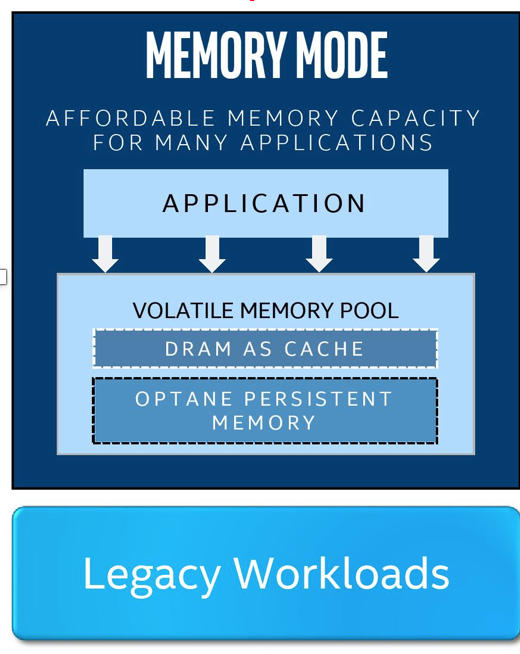 MEMORY MODE
AFFORDABLE MEMORY CAPACITY
FOR MANY APPLICATIONS
APPLICATION
VOLATILE MEMORY POOL
DRAM AS CACHE
OPTANE PERSISTENT
MEMORY
Legacy Workloads